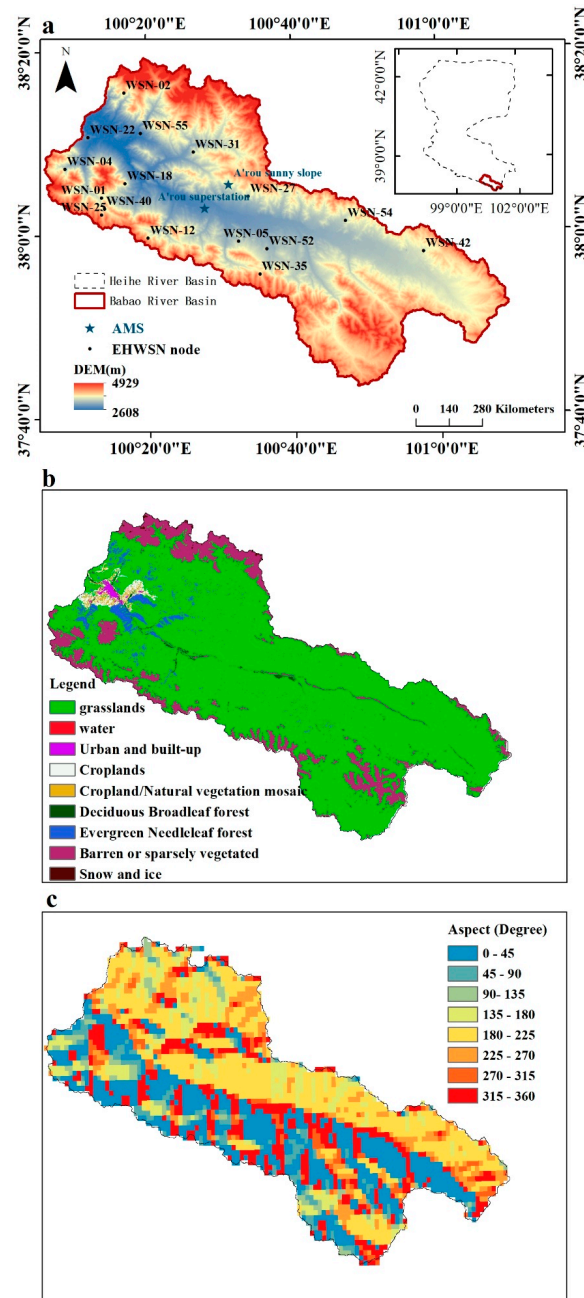 a
100°20'0"E
100°40'0"E
101°0'0"E
38°20'0"N
38°20'0"N
N
WSN-02
42°0'0"N
WSN-22
WSN-55
WSN-31
WSN-04
A'rou sunny slope
39°0'0"N
WSN-18
WSN-27
WSN-01
A'rou superstation
WSN-40
99°0'0"E
102°0'0"E
WSN-25
WSN-54
38°0'0"N
38°0'0"N
WSN-12
WSN-05
WSN-52
WSN-42
WSN-35
Heihe River Basin
Babao River Basin
AMS
EHWSN node
DEM(m)
4929
2608
0 140 280 Kilometers
37°40'0"N
37°40'0"N
100°20'0"E
100°40'0"E
101°0'0"E
b
Legend
grasslands
water
Urban and built-up
Croplands
Cropland/Natural vegetation mosaic
Deciduous Broadleaf forest
Evergreen Needleleaf forest
Barren or sparsely vegetated
Snow and ice
c
Aspect (Degree)
0 - 45
45 - 90
90- 135
135 - 180
180 - 225
225 - 270
270 - 315
315 - 360